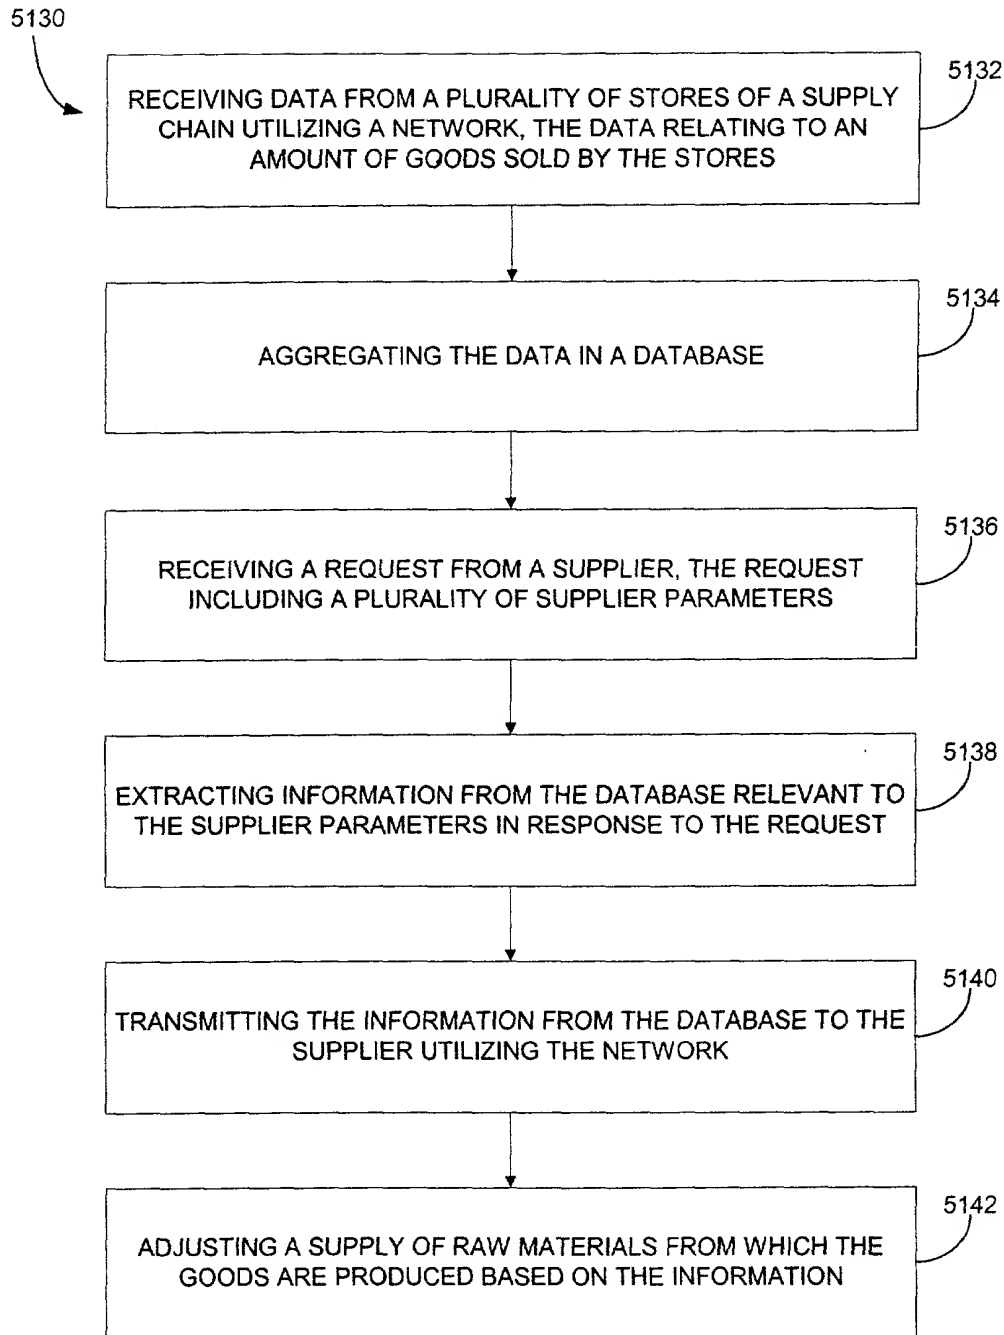 5130
5132
RECEIVING DATA FROM A PLURALITY OF STORES OF A SUPPLY
CHAIN UTILIZING A NETWORK, THE DATA RELATING TO AN
AMOUNT OF GOODS SOLD BY THE STORES
5134
AGGREGATING THE DATA IN A DATABASE
5136
RECEIVING A REQUEST FROM A SUPPLIER, THE REQUEST
INCLUDING A PLURALITY OF SUPPLIER PARAMETERS
5138
EXTRACTING INFORMATION FROM THE DATABASE RELEVANT TO
THE SUPPLIER PARAMETERS IN RESPONSE TO THE REQUEST
5140
TRANSMITTING THE INFORMATION FROM THE DATABASE TO THE
SUPPLIER UTILIZING THE NETWORK
5142
ADJUSTING A SUPPLY OF RAW MATERIALS FROM WHICH THE
GOODS ARE PRODUCED BASED ON THE INFORMATION